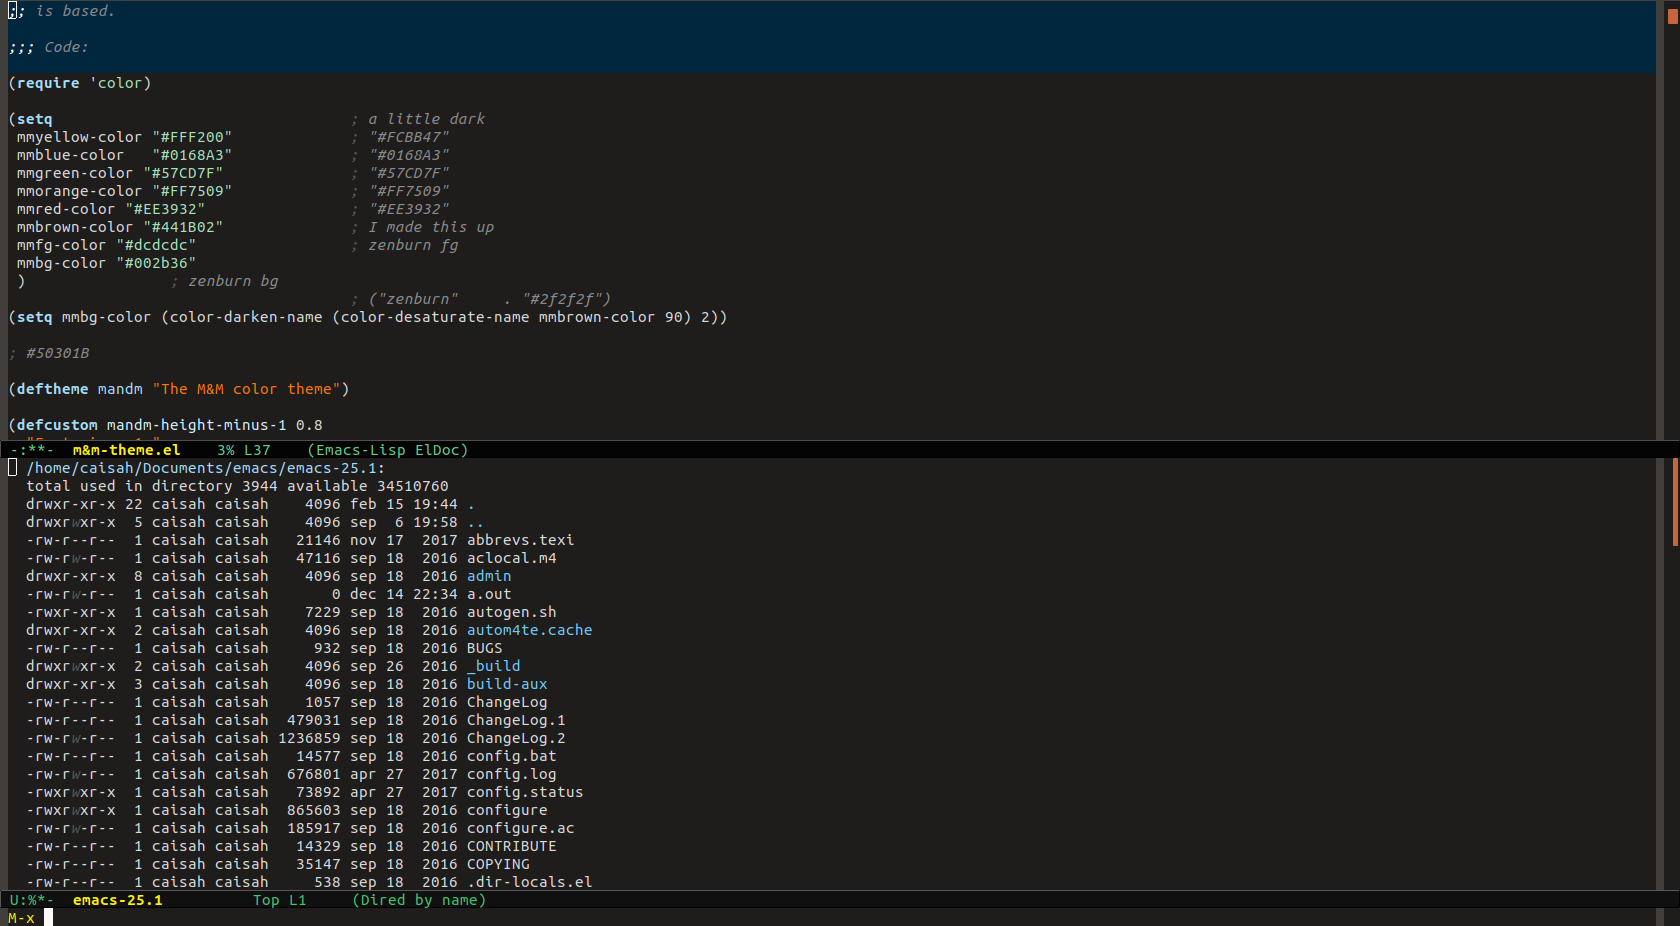 ;; is based.
;;; Code:
(require 'color)
(setq ; a little dark
mmyellow-color "#FFF200" ; "#FCBB47"
mmblue-color "#0168A3" ; "#0168A3"
mmgreen-color "#57CD7F" ; "#57CD7F"
mmorange-color "#FF7509" ; "#FF7509"
mmred-color "#EE3932" ; "#EE3932"
mmbrown-color "#441B02" ; I made this up
mmfg-color "#dcdcdc" ; zenburn fg
mmbg-color "#002b36"
) ; zenburn bg
; ("zenburn" . "#2f2f2f")
(setq mmbg-color (color-darken-name (color-desaturate-name mmbrown-color 90) 2))
; #50301B
(deftheme mandm "The M&M color theme")
(defcustom mandm-height-minus-1 0.8
-:**- m&m-theme.el 3% L37 (Emacs-Lisp ElDoc)
/home/caisah/Documents/emacs/emacs-25.1:
total used in directory 3944 available 34510760
drwxr-xr-x 22 caisah caisah 4096 feb 15 19:44 .
drwxrwxr-x 5 caisah caisah 4096 sep 6 19:58 ..
-rw-r--r-- 1 caisah caisah 21146 nov 17 2017 abbrevs.texi
-rw-rw-r-- 1 caisah caisah 47116 sep 18 2016 aclocal.m4
drwxr-xr-x 8 caisah caisah 4096 sep 18 2016 admin
-rw-rw-r-- 1 caisah caisah 0 dec 14 22:34 a.out
-rwxr-xr-x 1 caisah caisah 7229 sep 18 2016 autogen.sh
drwxr-xr-x 2 caisah caisah 4096 sep 18 2016 autom4te.cache
-rw-r--r-- 1 caisah caisah 932 sep 18 2016 BUGS
drwxrwxr-x 2 caisah caisah 4096 sep 26 2016 _build
drwxr-xr-x 3 caisah caisah 4096 sep 18 2016 build-aux
-rw-r--r-- 1 caisah caisah 1057 sep 18 2016 ChangeLog
-rw-r--r-- 1 caisah caisah 479031 sep 18 2016 ChangeLog.1
-rw-rw-r-- 1 caisah caisah 1236859 sep 18 2016 ChangeLog.2
-rw-r--r-- 1 caisah caisah 14577 sep 18 2016 config.bat
-rw-rw-r-- 1 caisah caisah 676801 apr 27 2017 config.log
-rwxrwxr-x 1 caisah caisah 73892 apr 27 2017 config.status
-rwxrwxr-x 1 caisah caisah 865603 sep 18 2016 configure
-rw-rw-r-- 1 caisah caisah 185917 sep 18 2016 configure.ac
-rw-r--r-- 1 caisah caisah 14329 sep 18 2016 CONTRIBUTE
-rw-r--r-- 1 caisah caisah 35147 sep 18 2016 COPYING
-rw-r--r-- 1 caisah caisah 538 sep 18 2016 .dir-locals.el
U:%*- emacs-25.1 Top L1 (Dired by name)
M-x